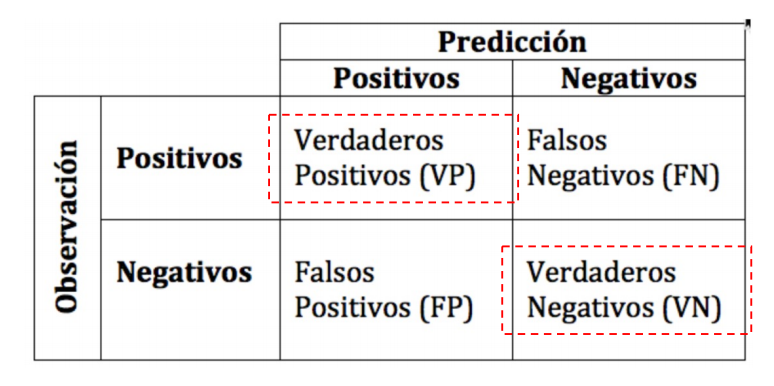 Predicción
Positivos Negativos
Observación
Positivos
Verdaderos
Positivos (VP)
Falsos
Negativos (FN)
Negativos
Falsos
Positivos (FP)
Verdaderos
Negativos (VN)